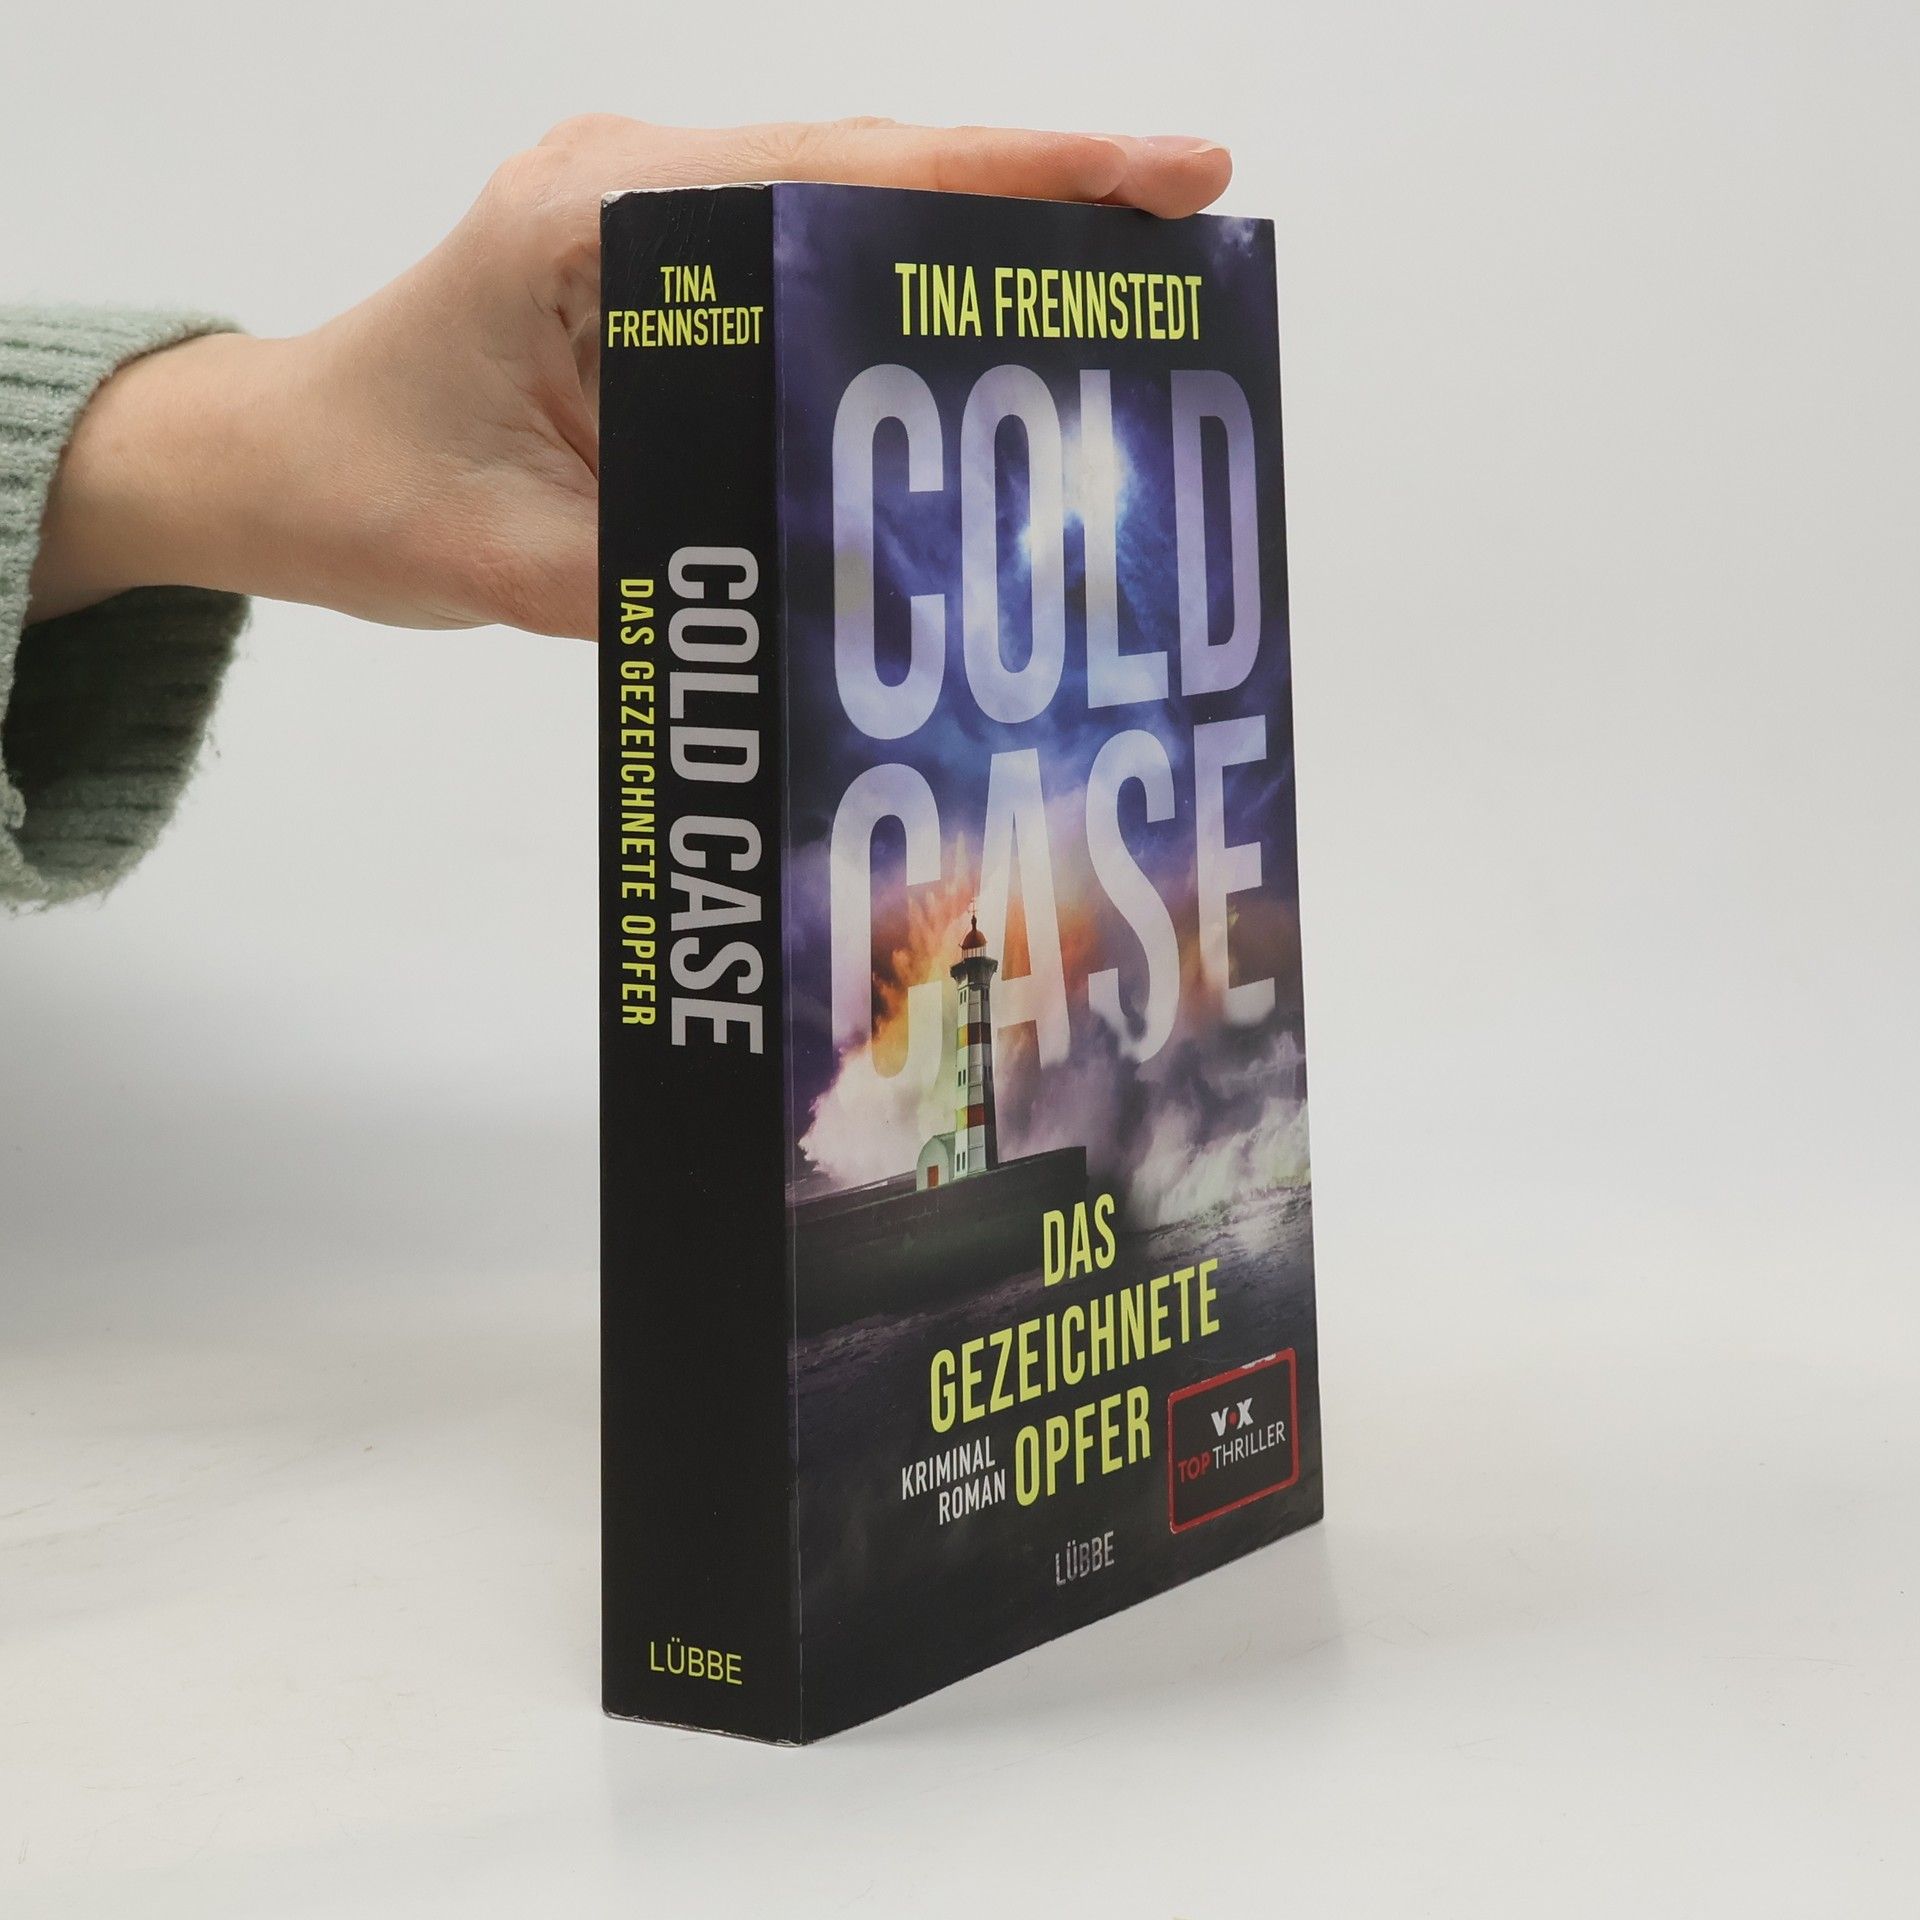 TINA
FRENNSTEDT
COLD CASE
DAS GEZEICHNETE OPFER
LÜBBE
TINA FRENNSTEDT
COLD
CASE
DAS
GEZEICHNETE
OPFER
KRIMINAL
ROMAN
VOX
TOP THRILLER
LÜBBE